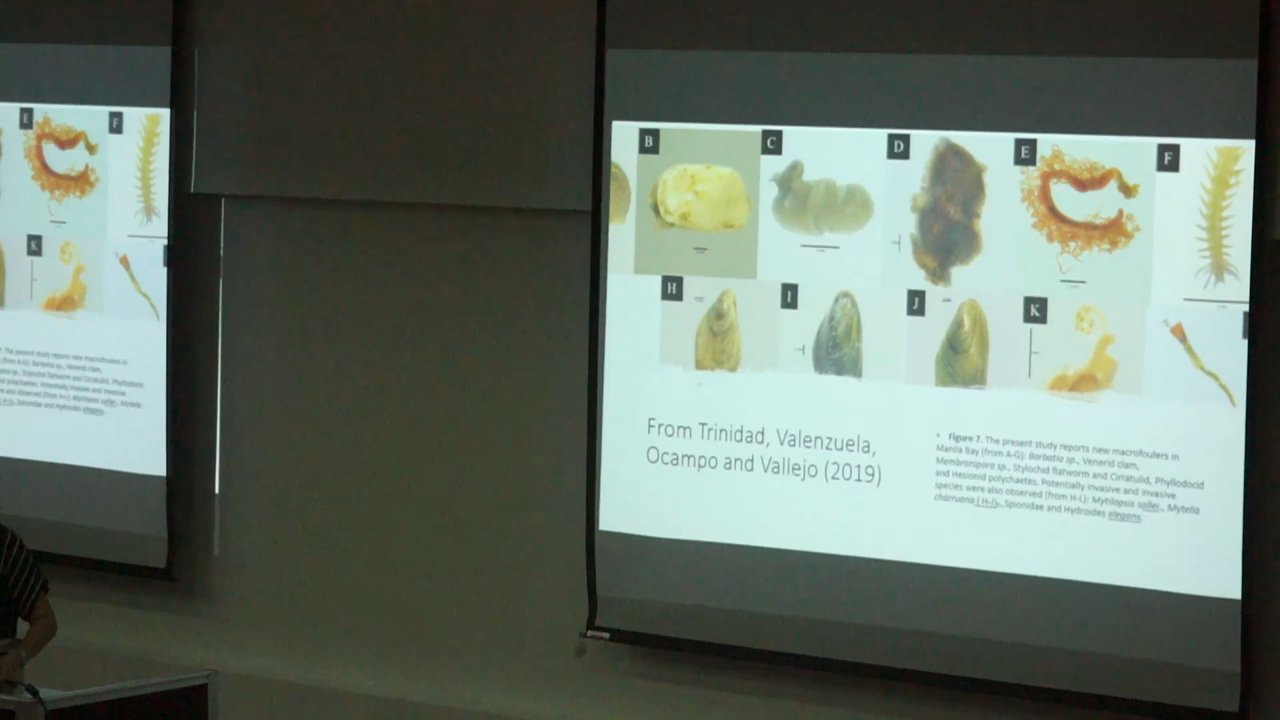 E F
K
B C D E F
H I J K
From Trinidad, Valenzuela,
Ocampo and Vallejo (2019)
• Figure 7. The present study reports new macrofoulers in
Manila Bay (from A-G): Barbatia sp., Venerid clam,
Membranipora sp., Stylochid flatworm and Cirratulid, Phyllodocid
and Hesionid polychaetes. Potentially invasive and invasive
species were also observed (from H-L): Mytilopsis sallei., Mytella
charruana ( H-J)., Spionidae and Hydroides elegans.